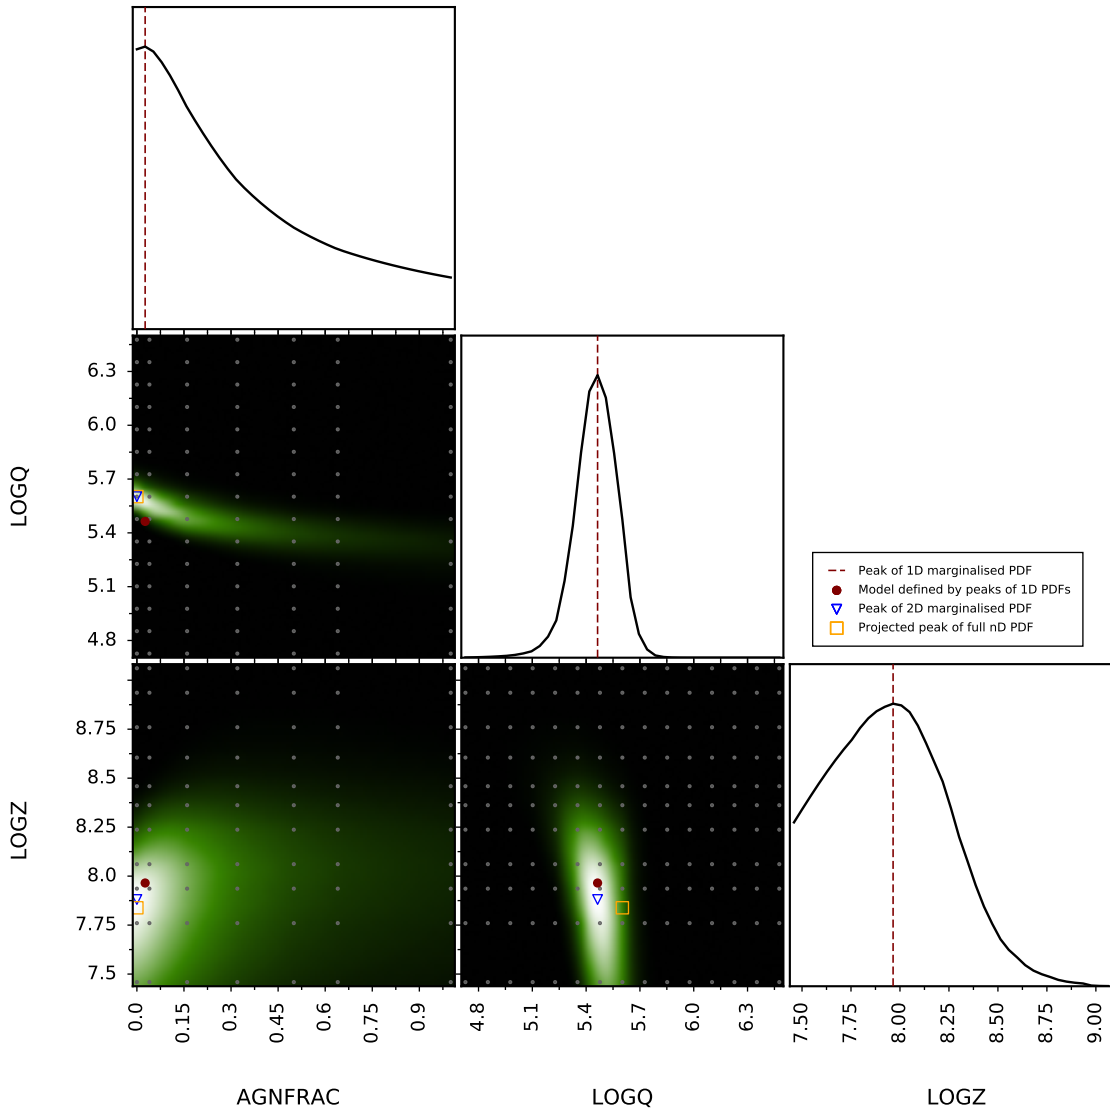 LOGQ
6.3
6.0
5.7
5.4
5.1
4.8
Peak of 1D marginalised PDF
Model defined by peaks of 1D PDFs
Peak of 2D marginalised PDF
Projected peak of full nD PDF
LOGZ
8.75
8.5
8.25
8.0
7.75
7.5
0.0 0.15 0.3 0.45 0.6 0.75 0.9
4.8 5.1 5.4 5.7 6.0 6.3
7.50 7.75 8.00 8.25 8.50 8.75 9.00
AGNFRAC LOGQ LOGZ